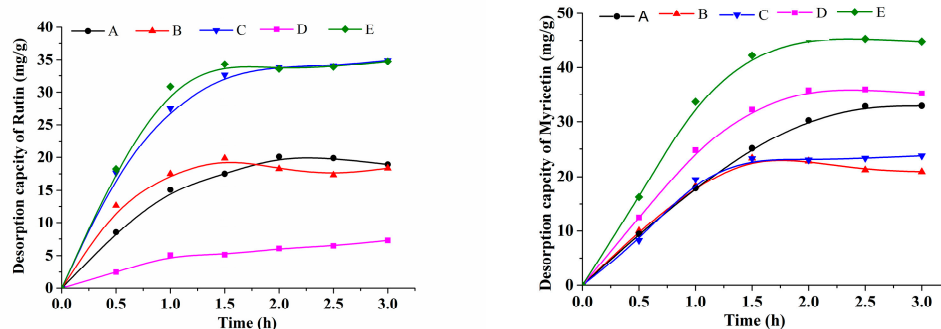 A B C D E
Desorption capcity of Rutin (mg/g)
40
35
30
25
20
15
10
5
0
0.0 0.5 1.0 1.5 2.0 2.5 3.0
Time (h)
A B C D E
Desorption capcity of Myricetin (mg/g)
50
40
30
20
10
0
0.0 0.5 1.0 1.5 2.0 2.5 3.0
Time (h)